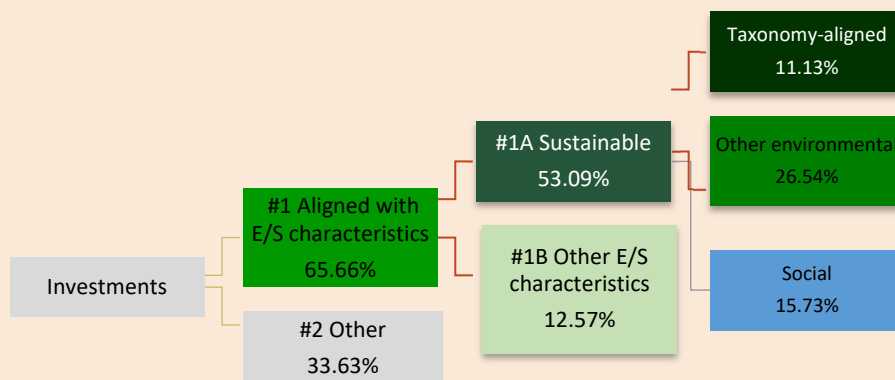 Taxonomy-aligned
11.13%
#1A Sustainable
53.09%
Other environmenta
26.54%
#1 Aligned with
E/S characteristics
65.66%
#1B Other E/S
characteristics
12.57%
Social
15.73%
Investments
#2 Other
33.63%